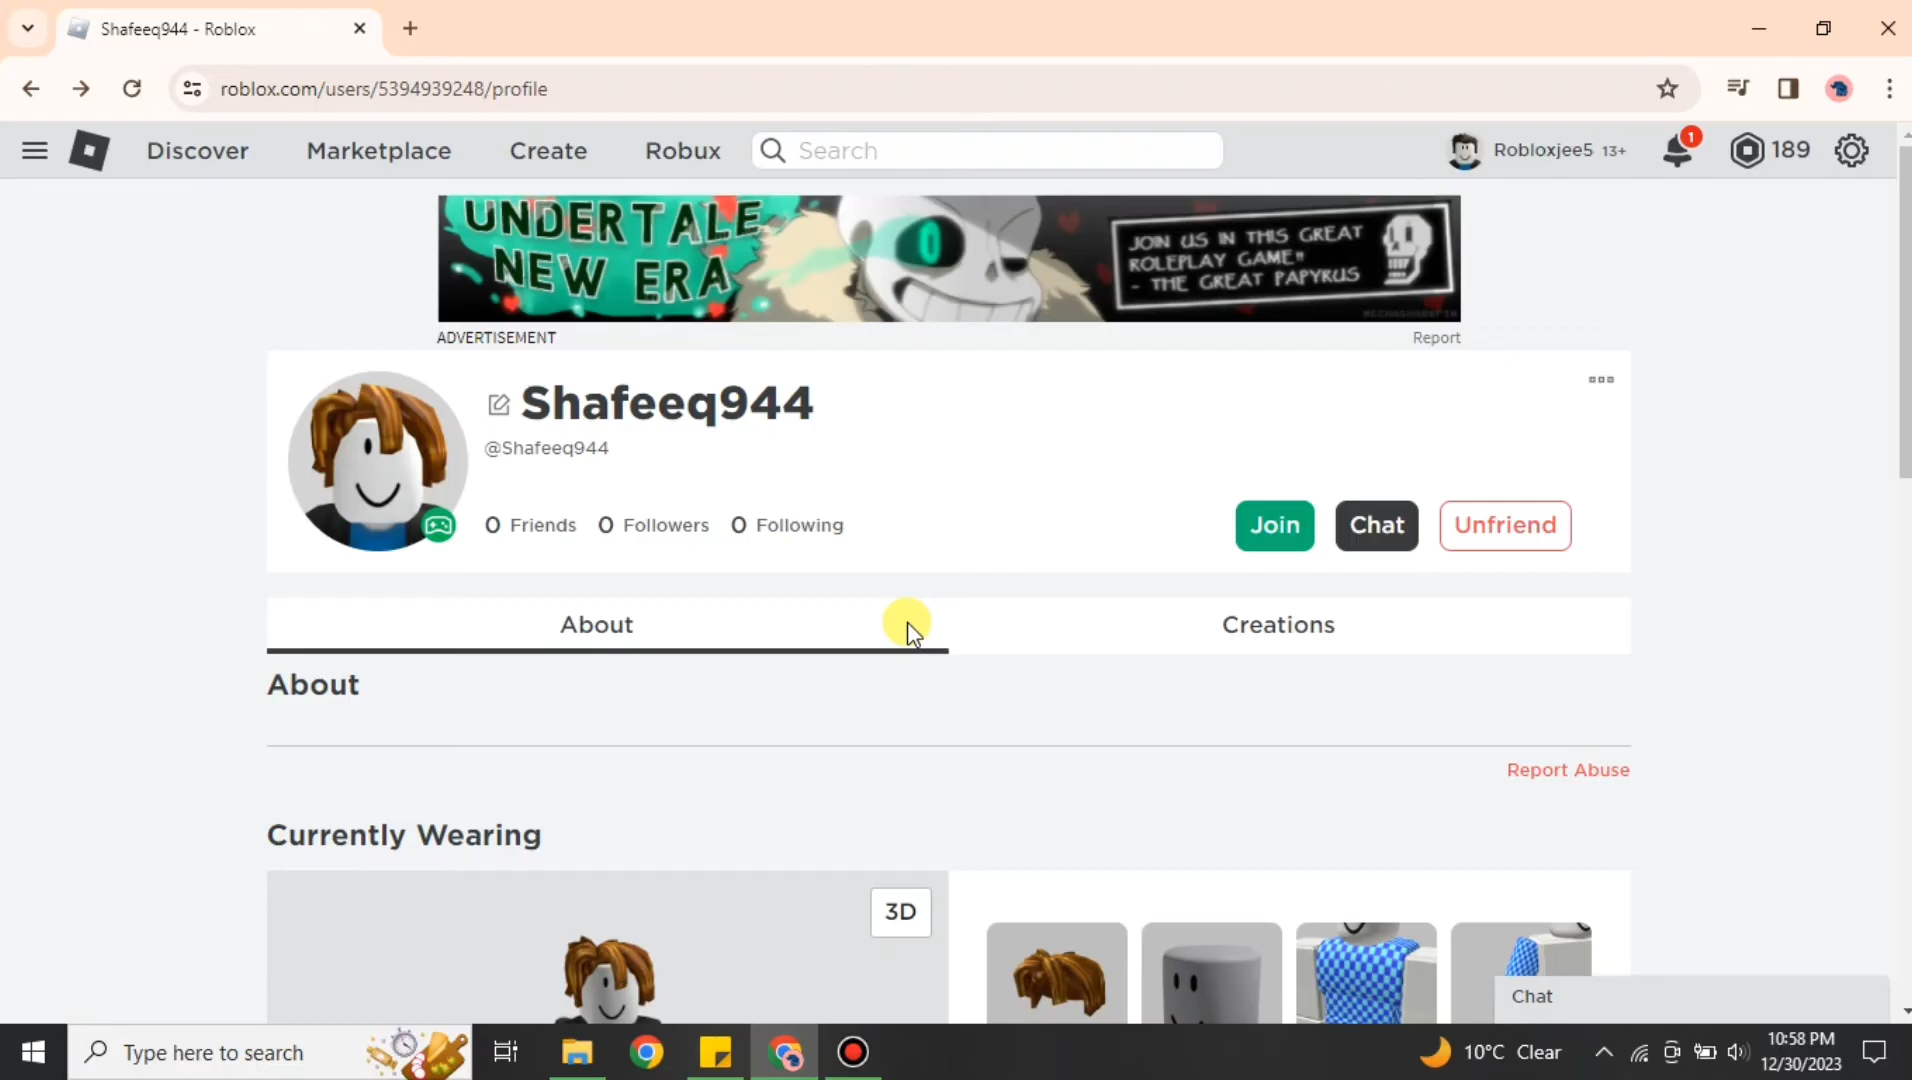 Shafeeq944 - Roblox
roblox.com/users/5394939248/profile
Discover
Marketplace
Create
Robux
Search
Robloxjee5 13+
1
189
UNDERTALE
NEW ERA
JOIN US IN THIS GREAT
ROLEPLAY GAME"
- THE GREAT PAPYRUS
ADVERTISEMENT
Report
Shafeeq944
@Shafeeq944
0 Friends
0 Followers
0 Following
Join
Chat
Unfriend
About
Creations
About
Report Abuse
Currently Wearing
3D
Chat
Type here to search
10°C Clear
10:58 PM
12/30/2023